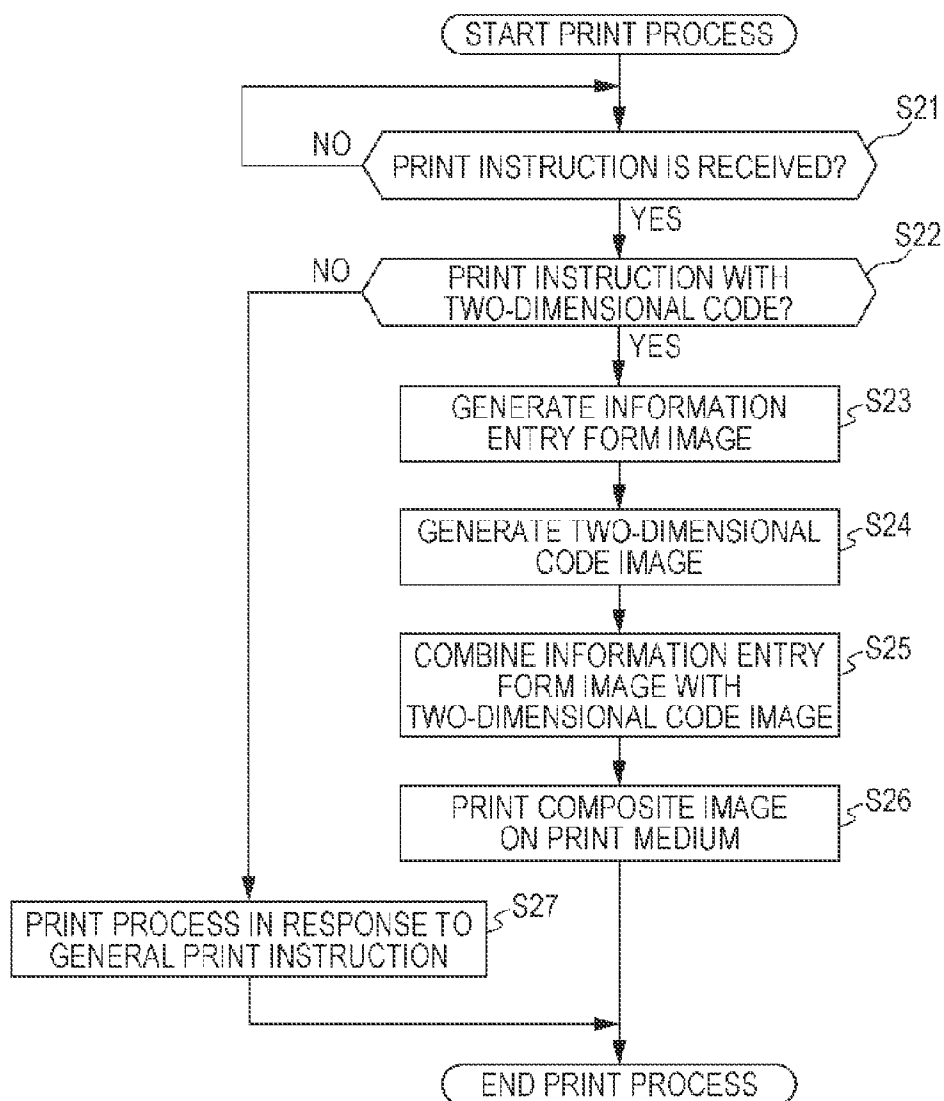 START PRINT PROCESS
S21
NO
PRINT INSTRUCTION IS RECEIVED?
YES
S22
NO
PRINT INSTRUCTION WITH
TWO-DIMENSIONAL CODE?
YES
S23
GENERATE INFORMATION
ENTRY FORM IMAGE
S24
GENERATE TWO-DIMENSIONAL
CODE IMAGE
S25
COMBINE INFORMATION ENTRY
FORM IMAGE WITH
TWO-DIMENSIONAL CODE IMAGE
S26
PRINT COMPOSITE IMAGE
ON PRINT MEDIUM
S27
PRINT PROCESS IN RESPONSE TO
GENERAL PRINT INSTRUCTION
END PRINT PROCESS